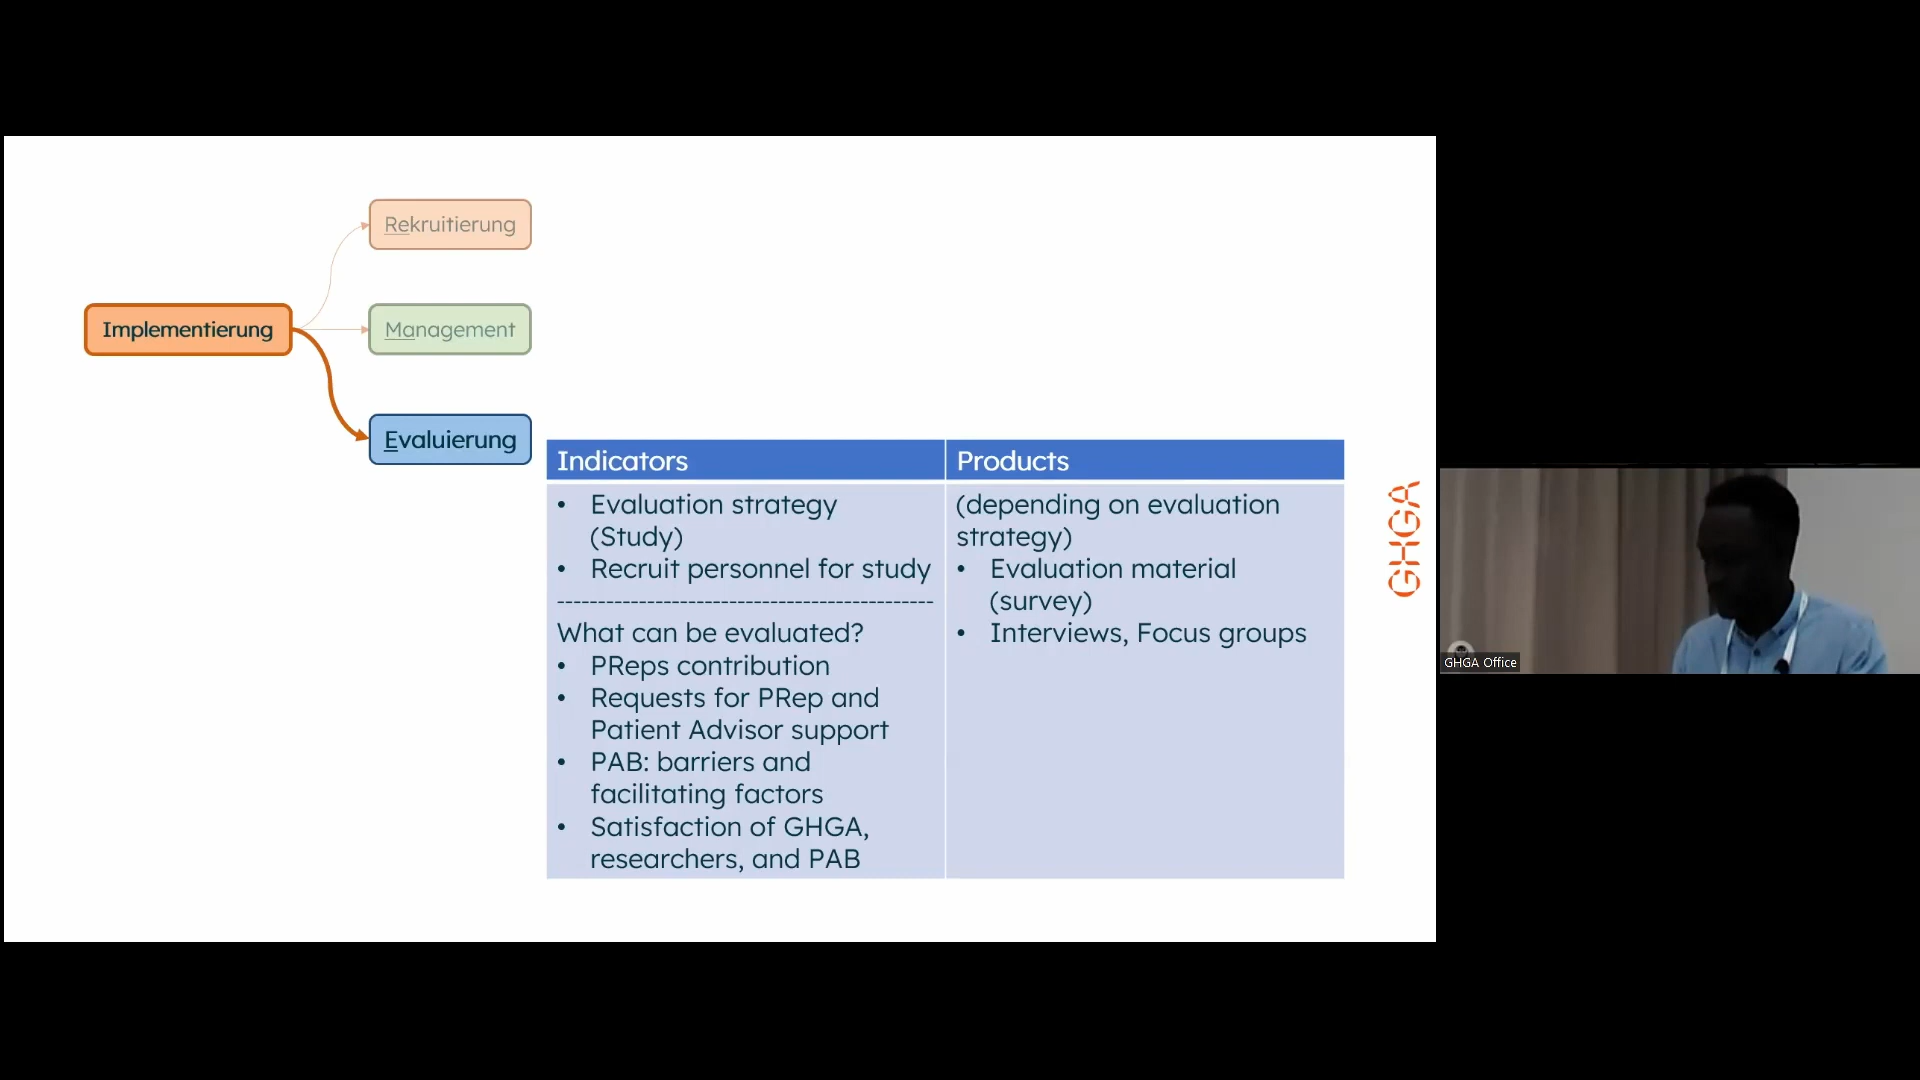 Rekruitierung
Implementierung
Management
Evaluierung
Indicators
• Evaluation strategy
(Study)
• Recruit personnel for study
-----------------------------------------------
What can be evaluated?
• PReps contribution
• Requests for PRep and
Patient Advisor support
• PAB: barriers and
facilitating factors
• Satisfaction of GHGA,
researchers, and PAB
Products
(depending on evaluation
strategy)
• Evaluation material
(survey)
• Interviews, Focus groups
GHGA
GHGA Office